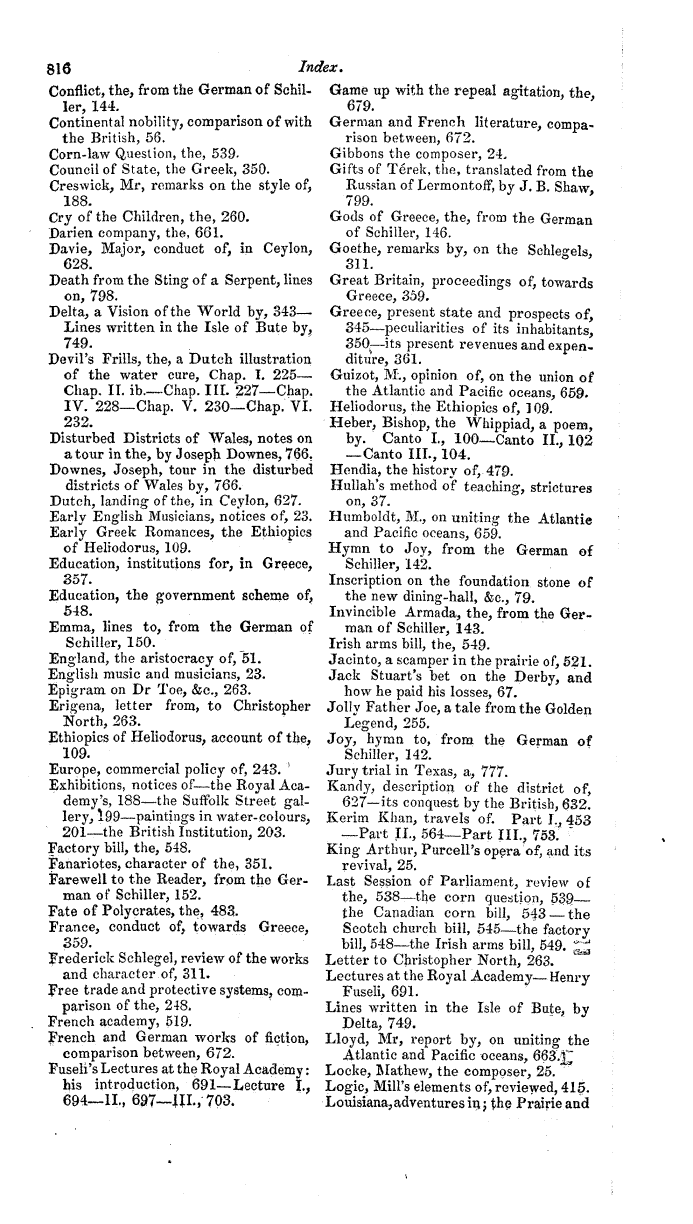 816
Index.
Conflict, the, from the German of Schil-
ler, 144.
Continental nobility, comparison of with
the British, 56.
Corn-law Question, the, 539.
Council of State, the Greek, 350.
Creswick, Mr, remarks on the style of,
188.
Cry of the Children, the, 260.
Darien company, the, 661.
Davie, Major, conduct of, in Ceylon,
628.
Death from the Sting of a Serpent, lines
on, 798.
Delta, a Vision of the World by, 343—
Lines written in the Isle of Bute by,
749.
Devil's Frills, the, a Dutch illustration
of the water cure, Chap. I. 225—
Chap. II. ib.—Chap. III. 227—Chap.
IV. 228—Chap. V. 230—Chap. VI.
232.
Disturbed Districts of Wales, notes on
a tour in the, by Joseph Downes, 766.
Downes, Joseph, tour in the disturbed
districts of Wales by, 766.
Dutch, landing of the, in Ceylon, 627.
Early English Musicians, notices of, 23.
Early Greek Romances, the Ethiopics
of Heliodorus, 109.
Education, institutions for, in Greece,
357.
Education, the government scheme of,
548.
Emma, lines to, from the German of
Schiller, 150.
England, the aristocracy of, 51.
English music and musicians, 23.
Epigram on Dr Toe, &c., 263.
Erigena, letter from, to Christopher
North, 263.
Ethiopics of Heliodorus, account of the,
109.
Europe, commercial policy of, 243.
Exhibitions, notices of—the Royal Aca-
demy's, 188—the Suffolk Street gal-
lery, 199—paintings in water-colours,
201—the British Institution, 203.
Factory bill, the, 548.
Fanariotes, character of the, 351.
Farewell to the Reader, from the Ger-
man of Schiller, 152.
Fate of Polycrates, the, 483.
France, conduct of, towards Greece,
359.
Frederick Schlegel, review of the works
and character of, 311.
Free trade and protective systems, com-
parison of the, 248.
French academy, 519.
French and German works of fiction,
comparison between, 672.
Fuseli's Lectures at the Royal Academy:
his introduction, 691—Lecture I.,
694—II., 697—III., 703.
Game up with the repeal agitation, the,
679.
German and French literature, compa-
rison between, 672.
Gibbons the composer, 24.
Gifts of Térek, the, translated from the
Russian of Lermontoff, by J. B. Shaw,
799.
Gods of Greece, the, from the German
of Schiller, 146.
Goethe, remarks by, on the Schlegels,
311.
Great Britain, proceedings of, towards
Greece, 359.
Greece, present state and prospects of,
345—peculiarities of its inhabitants,
350—its present revenues and expen-
diture, 361.
Guizot, M., opinion of, on the union of
the Atlantic and Pacific oceans, 659.
Heliodorus, the Ethiopics of, 109.
Heber, Bishop, the Whippiad, a poem,
by. Canto I., 100—Canto II., 102
—Canto III., 104.
Hendia, the history of, 479.
Hullah's method of teaching, strictures
on, 37.
Humboldt, M., on uniting the Atlantic
and Pacific oceans, 659.
Hymn to Joy, from the German of
Schiller, 142.
Inscription on the foundation stone of
the new dining-hall, &c., 79.
Invincible Armada, the, from the Ger-
man of Schiller, 143.
Irish arms bill, the, 549.
Jacinto, a scamper in the prairie of, 521.
Jack Stuart's bet on the Derby, and
how he paid his losses, 67.
Jolly Father Joe, a tale from the Golden
Legend, 255.
Joy, hymn to, from the German of
Schiller, 142.
Jury trial in Texas, a, 777.
Kandy, description of the district of,
627—its conquest by the British, 632.
Kerim Khan, travels of. Part I., 453
—Part II., 564—Part III., 753.
King Arthur, Purcell's opera of, and its
revival, 25.
Last Session of Parliament, review of
the, 538—the corn question, 539—
the Canadian corn bill, 543—the
Scotch church bill, 545—the factory
bill, 548—the Irish arms bill, 549.
Letter to Christopher North, 263.
Lectures at the Royal Academy—Henry
Fuseli, 691.
Lines written in the Isle of Bute, by
Delta, 749.
Lloyd, Mr, report by, on uniting the
Atlantic and Pacific oceans, 663.
Locke, Mathew, the composer, 25.
Logic, Mill's elements of, reviewed, 415.
Louisiana, adventures in; the Prairie and